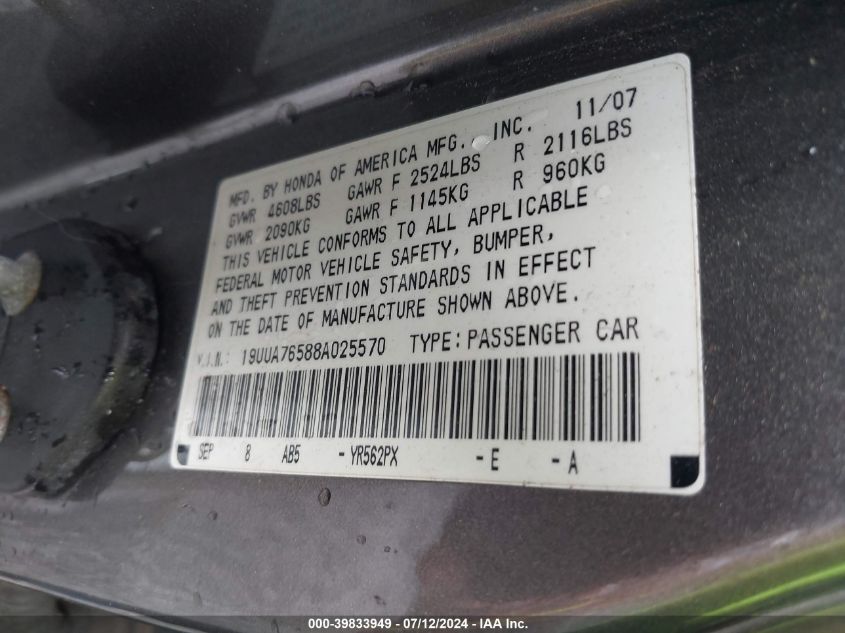 MFD. BY HONDA OF AMERICA MFG., INC. 11/07
GVWR 4608LBS GAWR F 2524LBS R 2116LBS
GVWR 2090KG GAWR F 1145KG R 960KG
THIS VEHICLE CONFORMS TO ALL APPLICABLE
FEDERAL MOTOR VEHICLE SAFETY, BUMPER,
AND THEFT PREVENTION STANDARDS IN EFFECT
ON THE DATE OF MANUFACTURE SHOWN ABOVE.
V.I.N.: 19UUA76588A025570 TYPE: PASSENGER CAR
SEP 8 AB5 - YR562PX - E - A
000-39833949 - 07/12/2024 - IAA Inc.